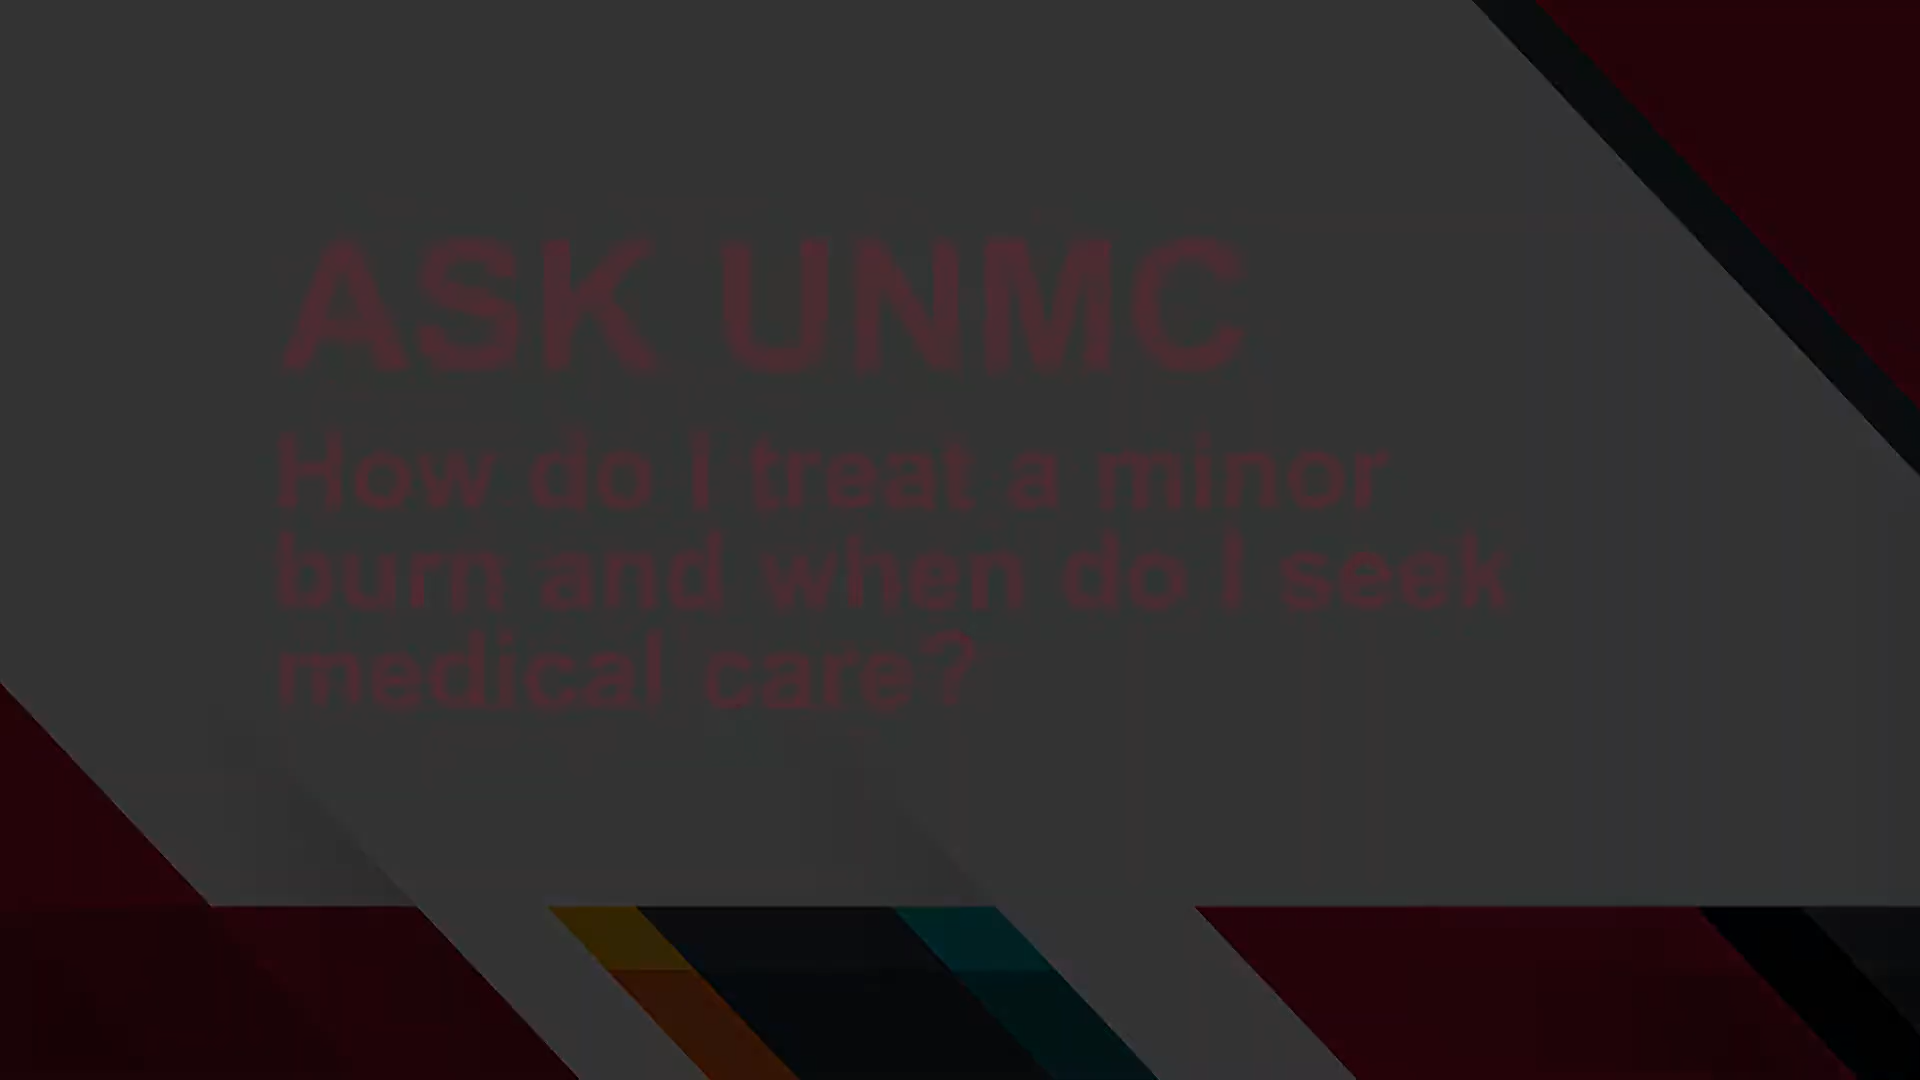 ASK UNMC
How do I treat a minor
burn and when do I seek
medical care?